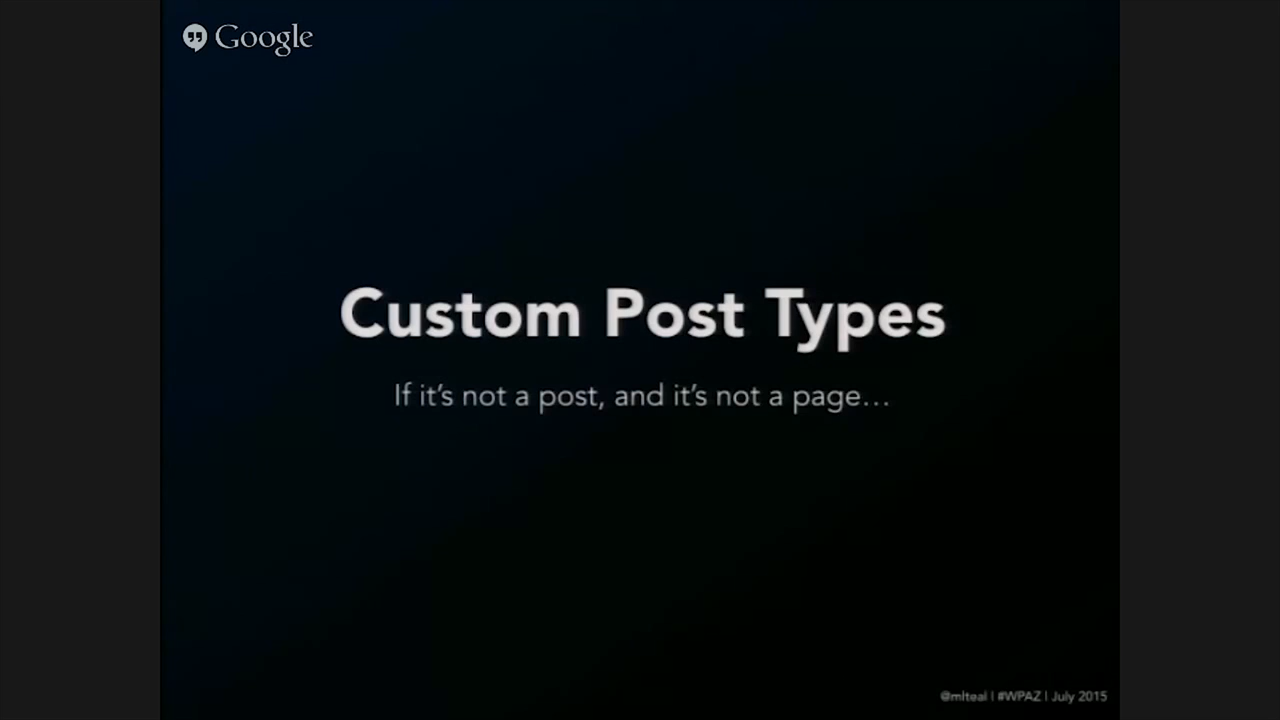 Google
Custom Post Types
If it's not a post, and it's not a page...
@mlteal | #WPAZ | July 2015